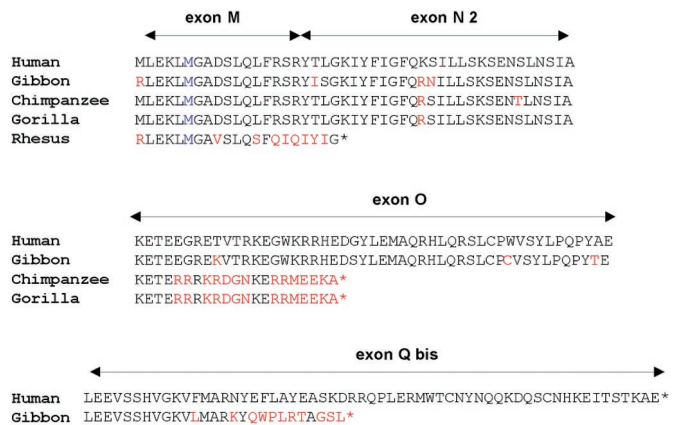 exon M exon N 2
Human MLEKLMGADSLQLFRSRYTLGKIYFIGFQKSILLSKSENSLNSIA
Gibbon RLEKLMGADSLQLFRSRYISGKIYFIGFQRNILLSKSENSLNSIA
Chimpanzee MLEKLMGADSLQLFRSRYTLGKIYFIGFQRSILLSKSENTLNSIA
Gorilla MLEKLMGADSLQLFRSRYTLGKIYFIGFQRSILLSKSENSLNSIA
Rhesus RLEKLMGAVSLQSFQIQIYIG*
exon O
Human KETEEGRETVTRKEGWKRRHEDGYLEMAQRHLQRSLCPWVSYLPQPYAE
Gibbon KETEEGREKVTRKEGWKRRHEDSYLEMAQRHLQRSLCPCVSYLPQPYTE
Chimpanzee KETERRRKRDGNKERRMEEKA*
Gorilla KETERRRKRDGNKERRMEEKA*
exon Q bis
Human LEEVSSHVGKVFMARNYEFLAYEASKDRRQPLERMWTCNYNQQKDQSCNHKEITSTKAE*
Gibbon LEEVSSHVGKVLMARKYQWPLRTAGSL*